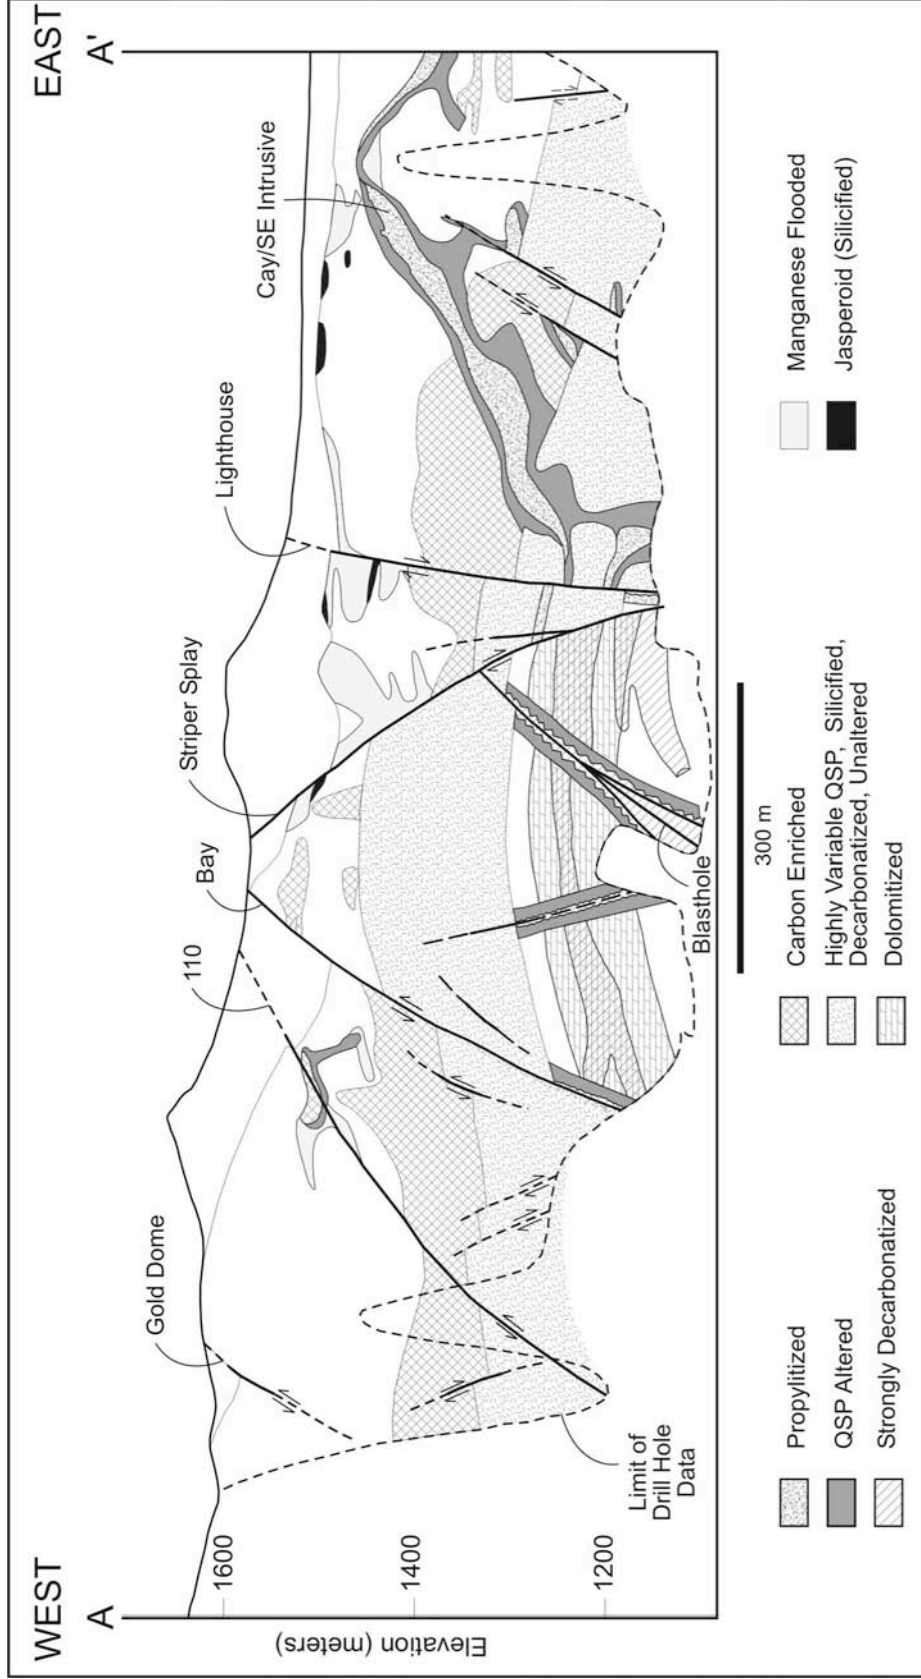 WEST
EAST
A
A'
Elevation (meters)
1600
1400
1200
Gold Dome
110
Bay
Striper Splay
Lighthouse
Cay/SE Intrusive
Limit of
Drill Hole
Data
Blasthole
300 m
Propylitized
QSP Altered
Strongly Decarbonatized
Carbon Enriched
Highly Variable QSP, Silicified,
Decarbonatized, Unaltered
Dolomitized
Manganese Flooded
Jasperoid (Silicified)